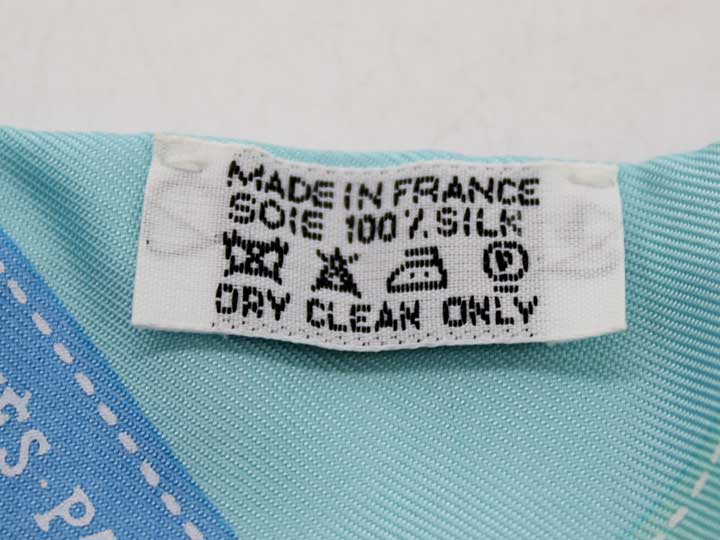 MADE IN FRANCE
SOIE 100% SILK
P
DRY CLEAN ONLY